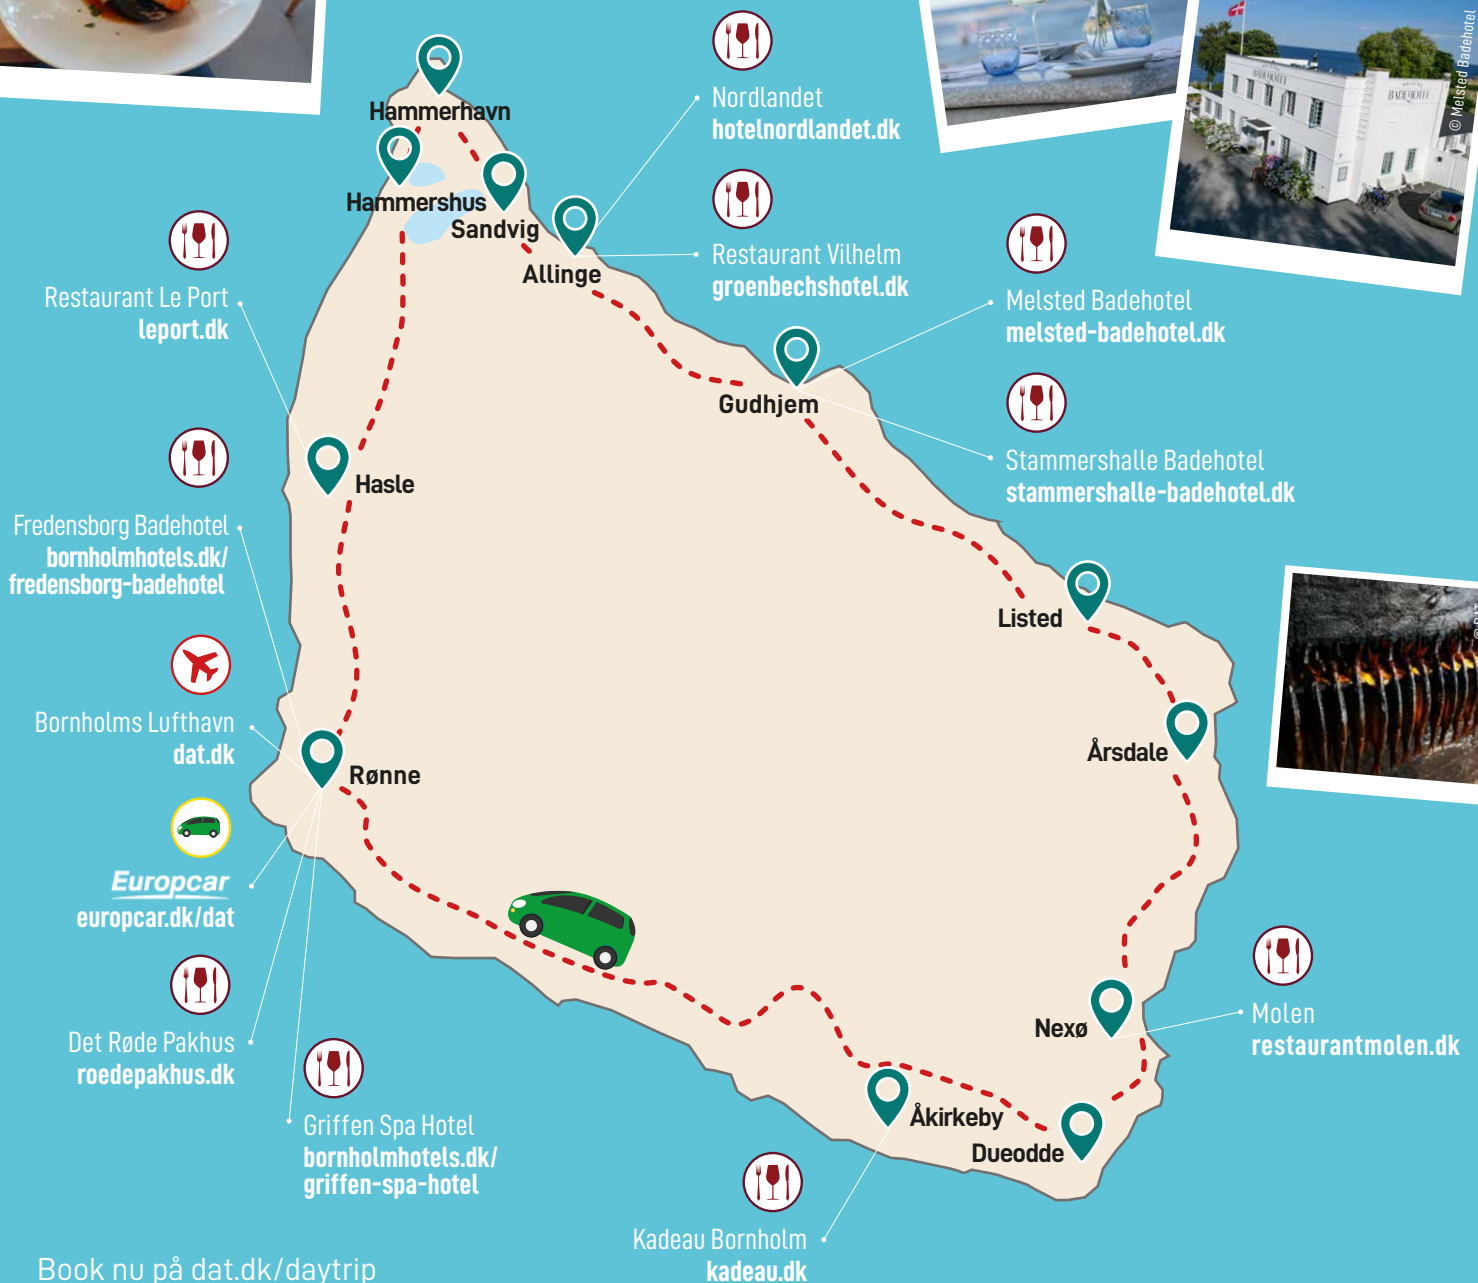 © Melsted Badehotel
BADEHOTEL
Hammerhavn
Hammershus
Sandvig
Allinge
Nordlandet
hotelnordlandet.dk
Restaurant Vilhelm
groenbechshotel.dk
Melsted Badehotel
melsted-badehotel.dk
Restaurant Le Port
leport.dk
Gudhjem
Stammershalle Badehotel
stammershalle-badehotel.dk
Hasle
Fredensborg Badehotel
bornholmhotels.dk/
fredensborg-badehotel
Listed
© DAT
Bornholms Lufthavn
dat.dk
Rønne
Årsdale
Europcar
europcar.dk/dat
Det Røde Pakhus
roedepakhus.dk
Nexø
Molen
restaurantmolen.dk
Griffen Spa Hotel
bornholmhotels.dk/
griffen-spa-hotel
Åkirkeby
Dueodde
Kadeau Bornholm
kadeau.dk
Book nu på dat.dk/daytrip